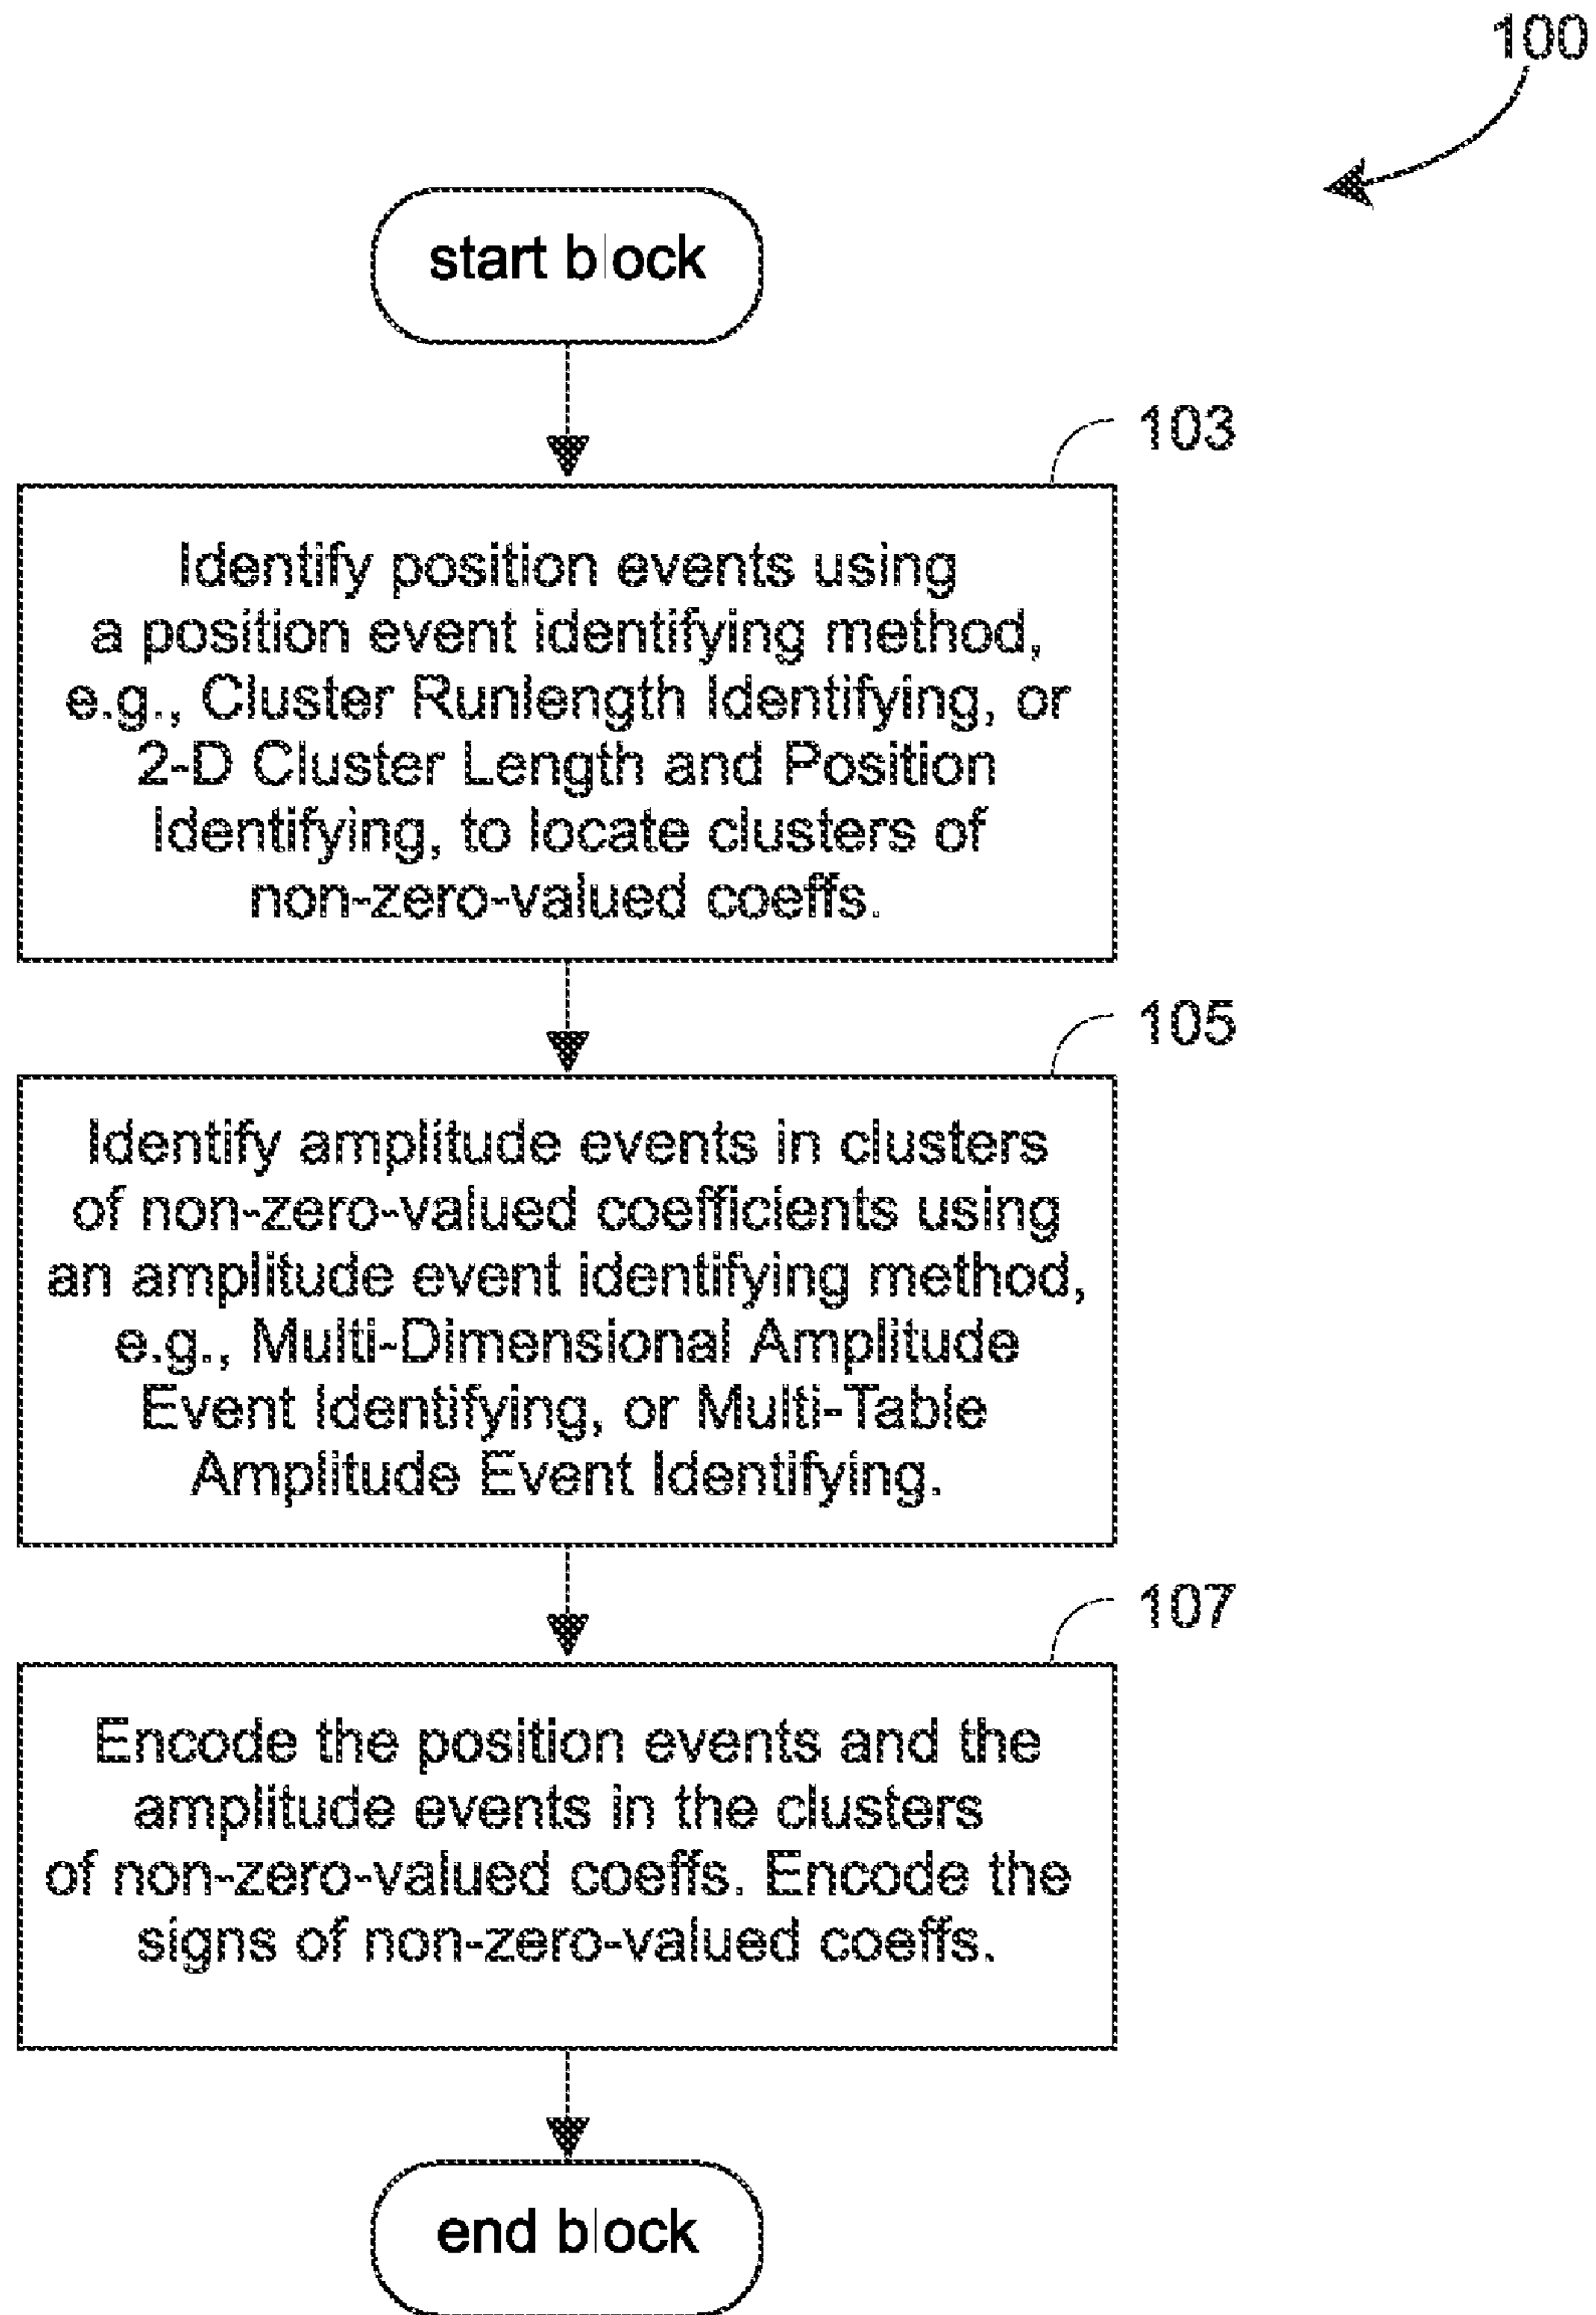 100
start block
103
Identify position events using
a position event identifying method,
e.g., Cluster Runlength Identifying, or
2-D Cluster Length and Position
Identifying, to locate clusters of
non-zero-valued coeffs.
105
Identify amplitude events in clusters
of non-zero-valued coefficients using
an amplitude event identifying method,
e.g., Multi-Dimensional Amplitude
Event Identifying, or Multi-Table
Amplitude Event Identifying.
107
Encode the position events and the
amplitude events in the clusters
of non-zero-valued coeffs. Encode the
signs of non-zero-valued coeffs.
end block